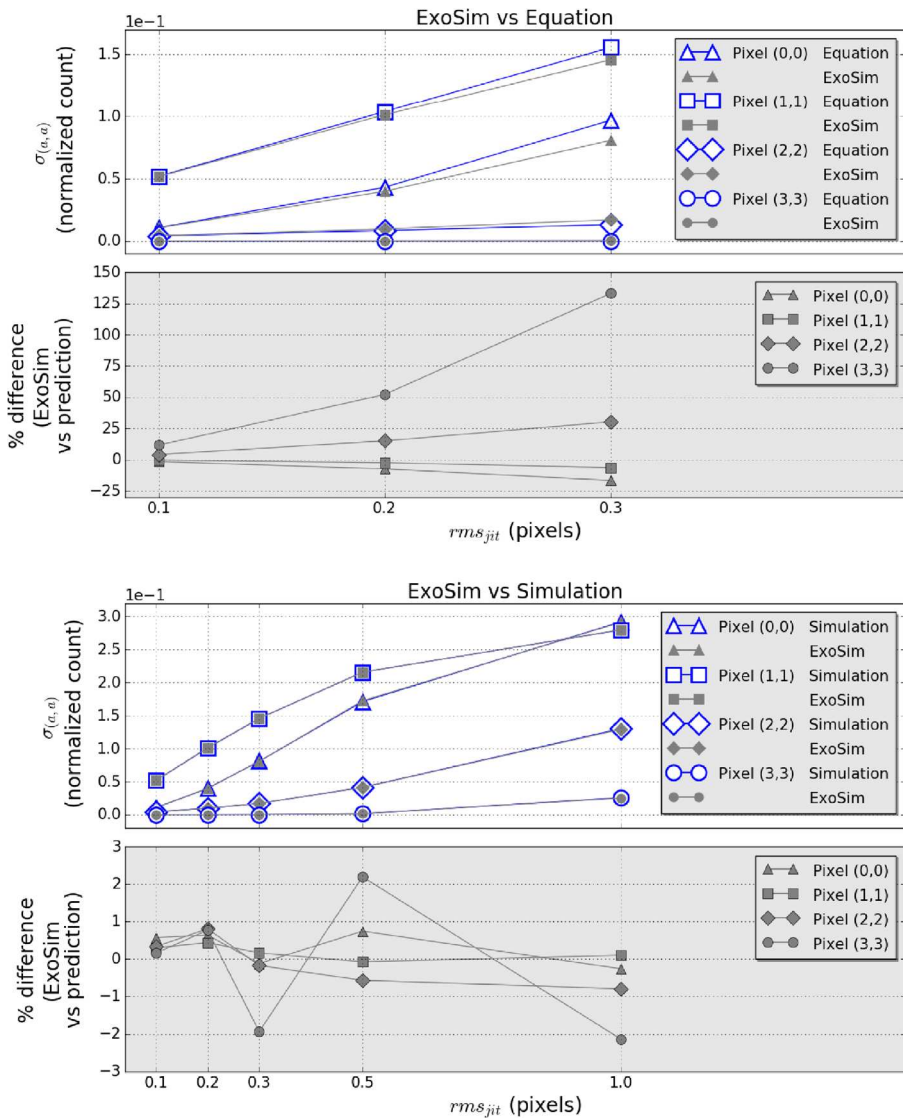 ExoSim vs Equation
1e−1
1.5
1.0
0.5
0.0
σ(a, a)
(normalized count)
Pixel (0,0) Equation
ExoSim
Pixel (1,1) Equation
ExoSim
Pixel (2,2) Equation
ExoSim
Pixel (3,3) Equation
ExoSim
150
125
100
75
50
25
0
−25
% difference
(ExoSim
vs prediction)
Pixel (0,0)
Pixel (1,1)
Pixel (2,2)
Pixel (3,3)
0.1 0.2 0.3
rmsjit (pixels)
ExoSim vs Simulation
1e−1
3.0
2.5
2.0
1.5
1.0
0.5
0.0
σ(a, a)
(normalized count)
Pixel (0,0) Simulation
ExoSim
Pixel (1,1) Simulation
ExoSim
Pixel (2,2) Simulation
ExoSim
Pixel (3,3) Simulation
ExoSim
3
2
1
0
−1
−2
−3
% difference
(ExoSim
vs prediction)
Pixel (0,0)
Pixel (1,1)
Pixel (2,2)
Pixel (3,3)
0.1 0.2 0.3 0.5 1.0
rmsjit (pixels)